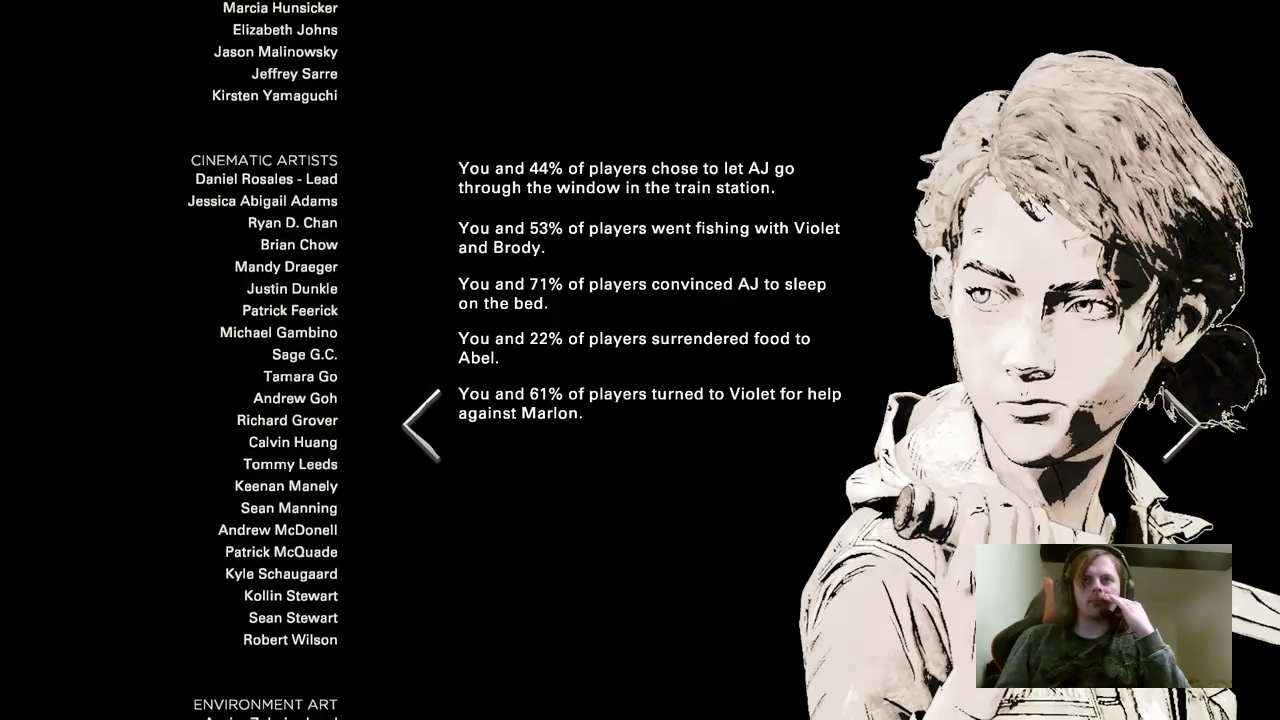 Marcia Hunsicker
Elizabeth Johns
Jason Malinowsky
Jeffrey Sarre
Kirsten Yamaguchi
CINEMATIC ARTISTS
Daniel Rosales - Lead
Jessica Abigail Adams
Ryan D. Chan
Brian Chow
Mandy Draeger
Justin Dunkle
Patrick Feerick
Michael Gambino
Sage G.C.
Tamara Go
Andrew Goh
Richard Grover
Calvin Huang
Tommy Leeds
Keenan Manely
Sean Manning
Andrew McDonell
Patrick McQuade
Kyle Schaugaard
Kollin Stewart
Sean Stewart
Robert Wilson
ENVIRONMENT ART
You and 44% of players chose to let AJ go
through the window in the train station.
You and 53% of players went fishing with Violet
and Brody.
You and 71% of players convinced AJ to sleep
on the bed.
You and 22% of players surrendered food to
Abel.
You and 61% of players turned to Violet for help
against Marlon.